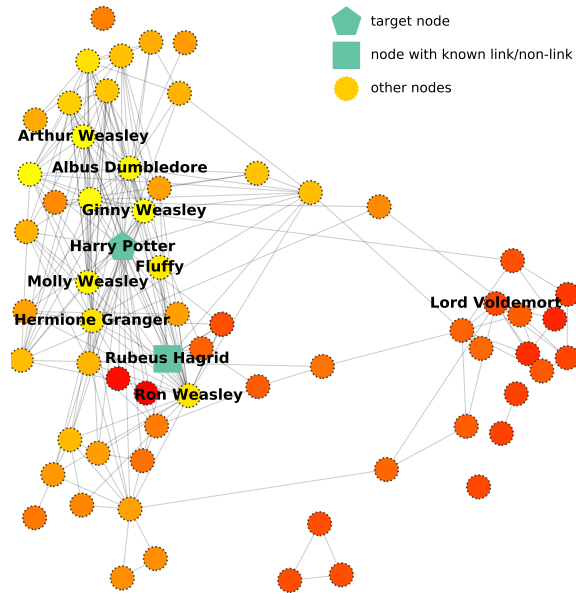 target node
node with known link/non-link
other nodes
Arthur Weasley
Albus Dumbledore
Ginny Weasley
Harry Potter
Fluffy
Molly Weasley
Lord Voldemort
Hermione Granger
Rubeus Hagrid
Ron Weasley